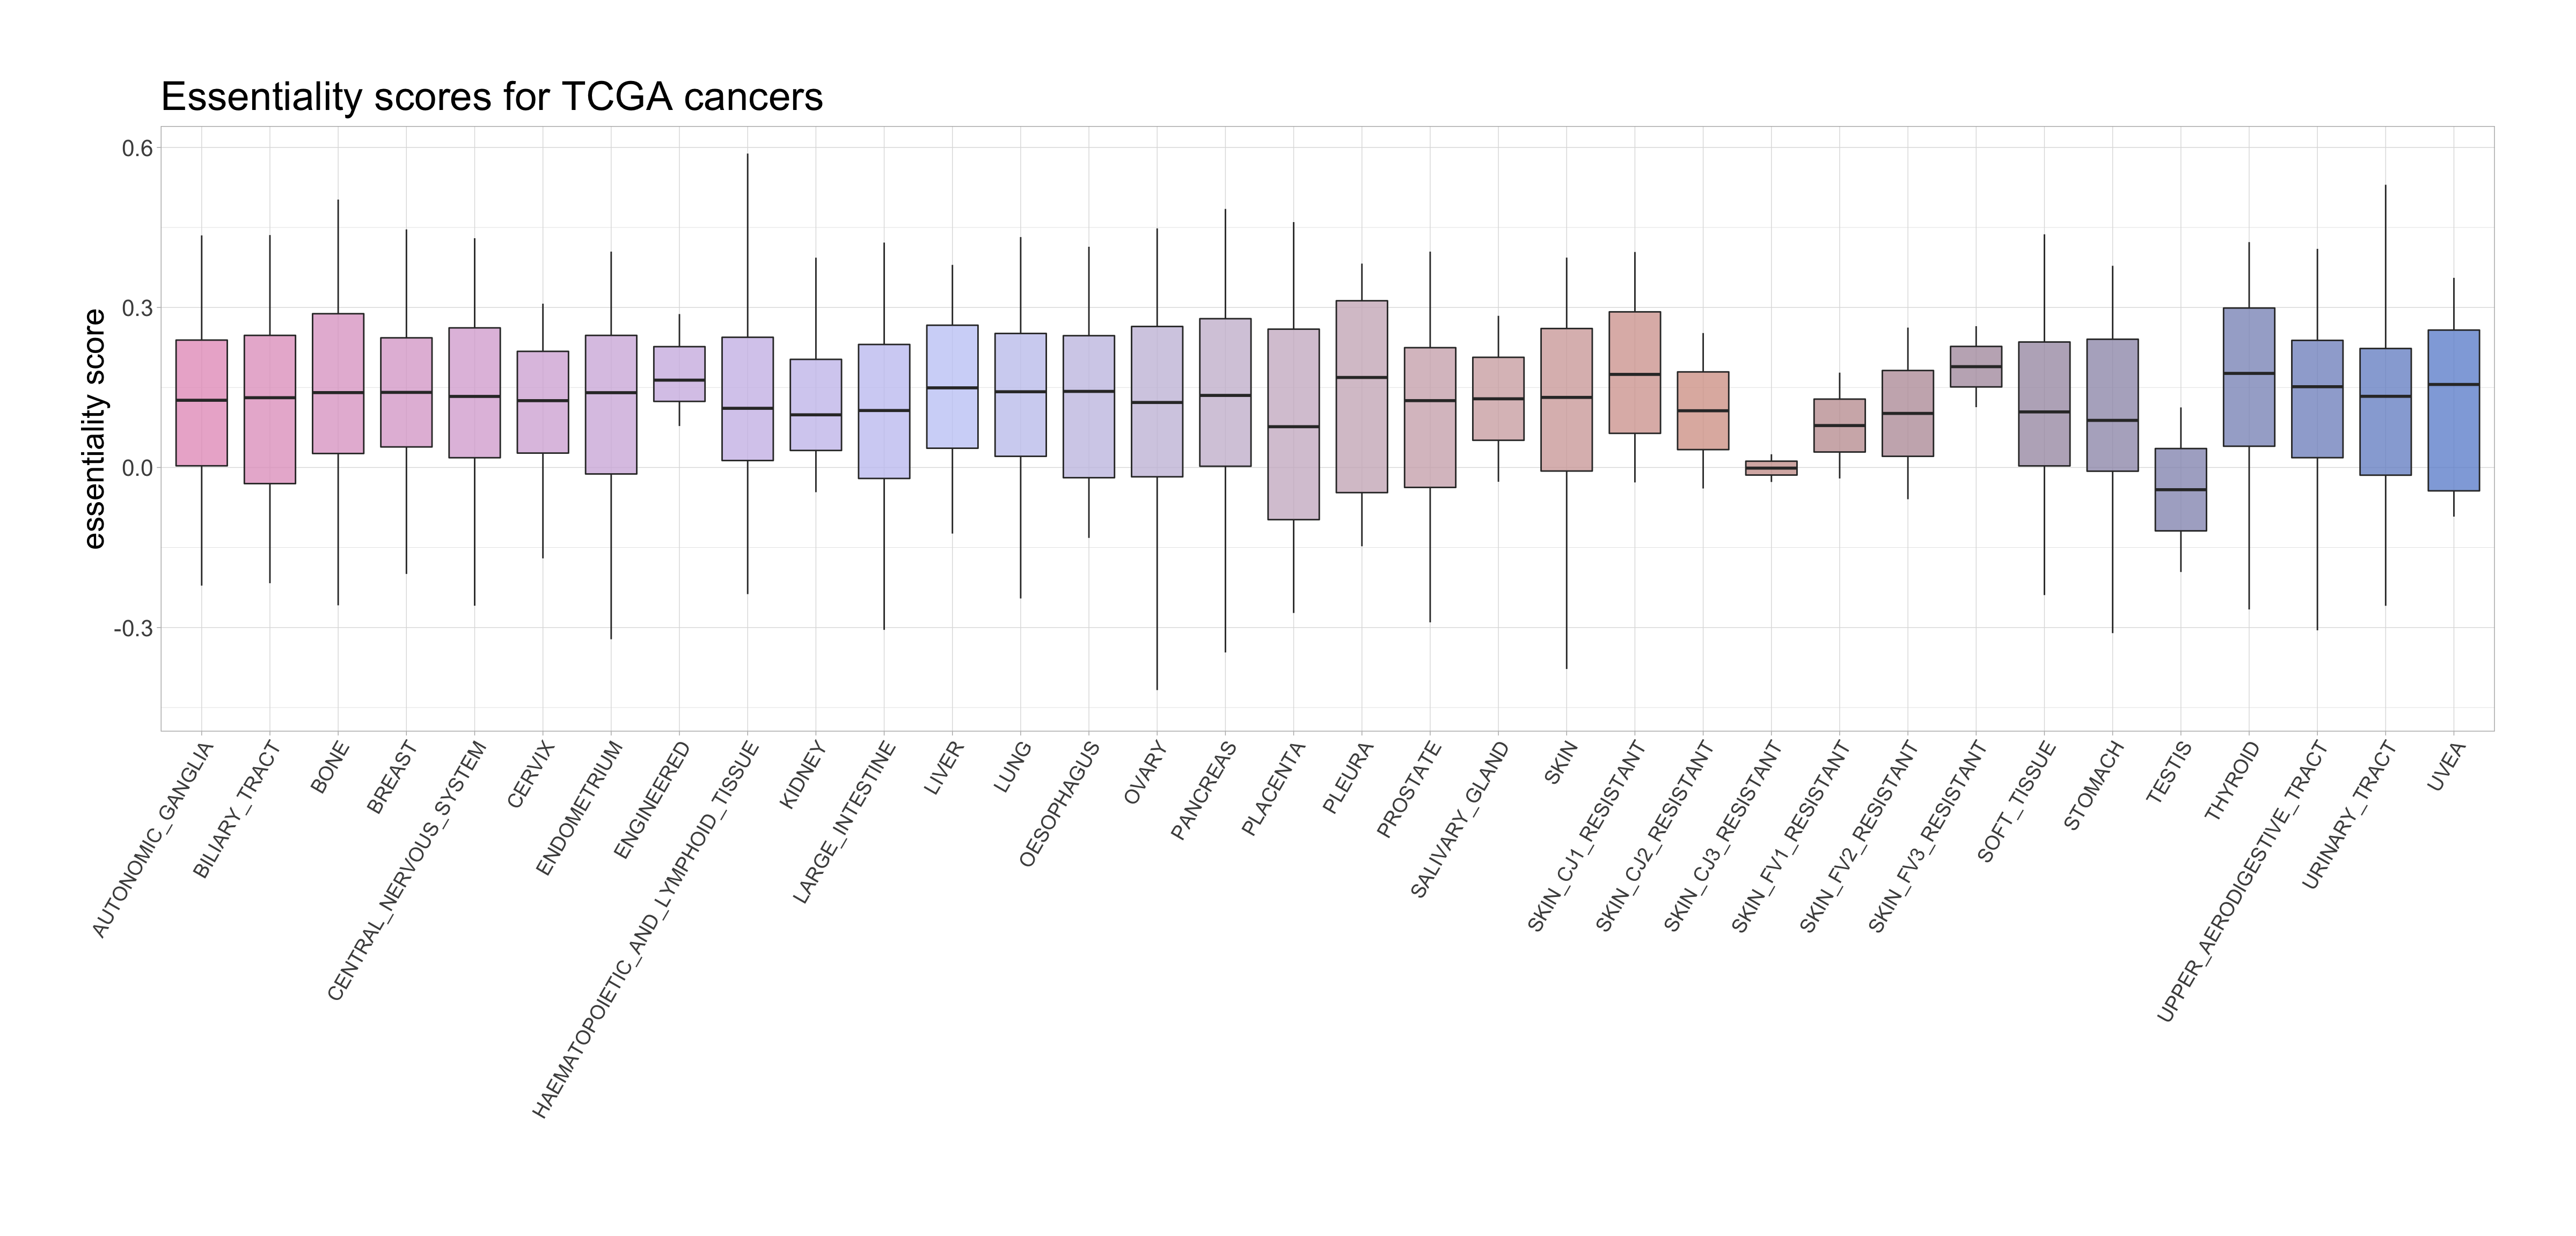 Essentiality scores for TCGA cancers
essentiality score
0.6
0.3
0.0
-0.3
AUTONOMIC_GANGLIA
BILIARY_TRACT
BONE
BREAST
CENTRAL_NERVOUS_SYSTEM
CERVIX
ENDOMETRIUM
ENGINEERED
HAEMATOPOIETIC_AND_LYMPHOID_TISSUE
KIDNEY
LARGE_INTESTINE
LIVER
LUNG
OESOPHAGUS
OVARY
PANCREAS
PLACENTA
PLEURA
PROSTATE
SALIVARY_GLAND
SKIN
SKIN_CJ1_RESISTANT
SKIN_CJ2_RESISTANT
SKIN_CJ3_RESISTANT
SKIN_FV1_RESISTANT
SKIN_FV2_RESISTANT
SKIN_FV3_RESISTANT
SOFT_TISSUE
STOMACH
TESTIS
THYROID
UPPER_AERODIGESTIVE_TRACT
URINARY_TRACT
UVEA